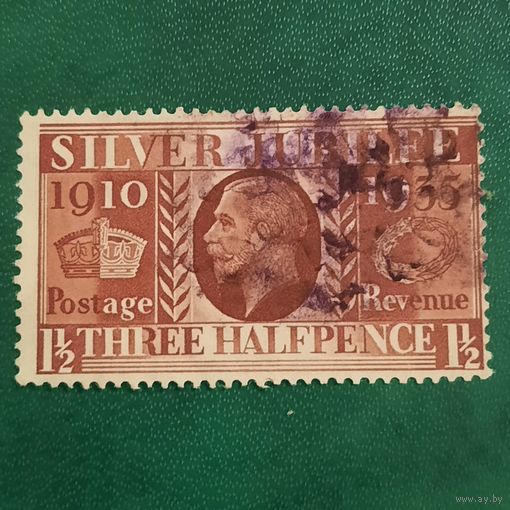 SILVER JUBILEE
1910 1935
Postage Revenue
1½ THREE HALFPENCE 1½
www.ay.by